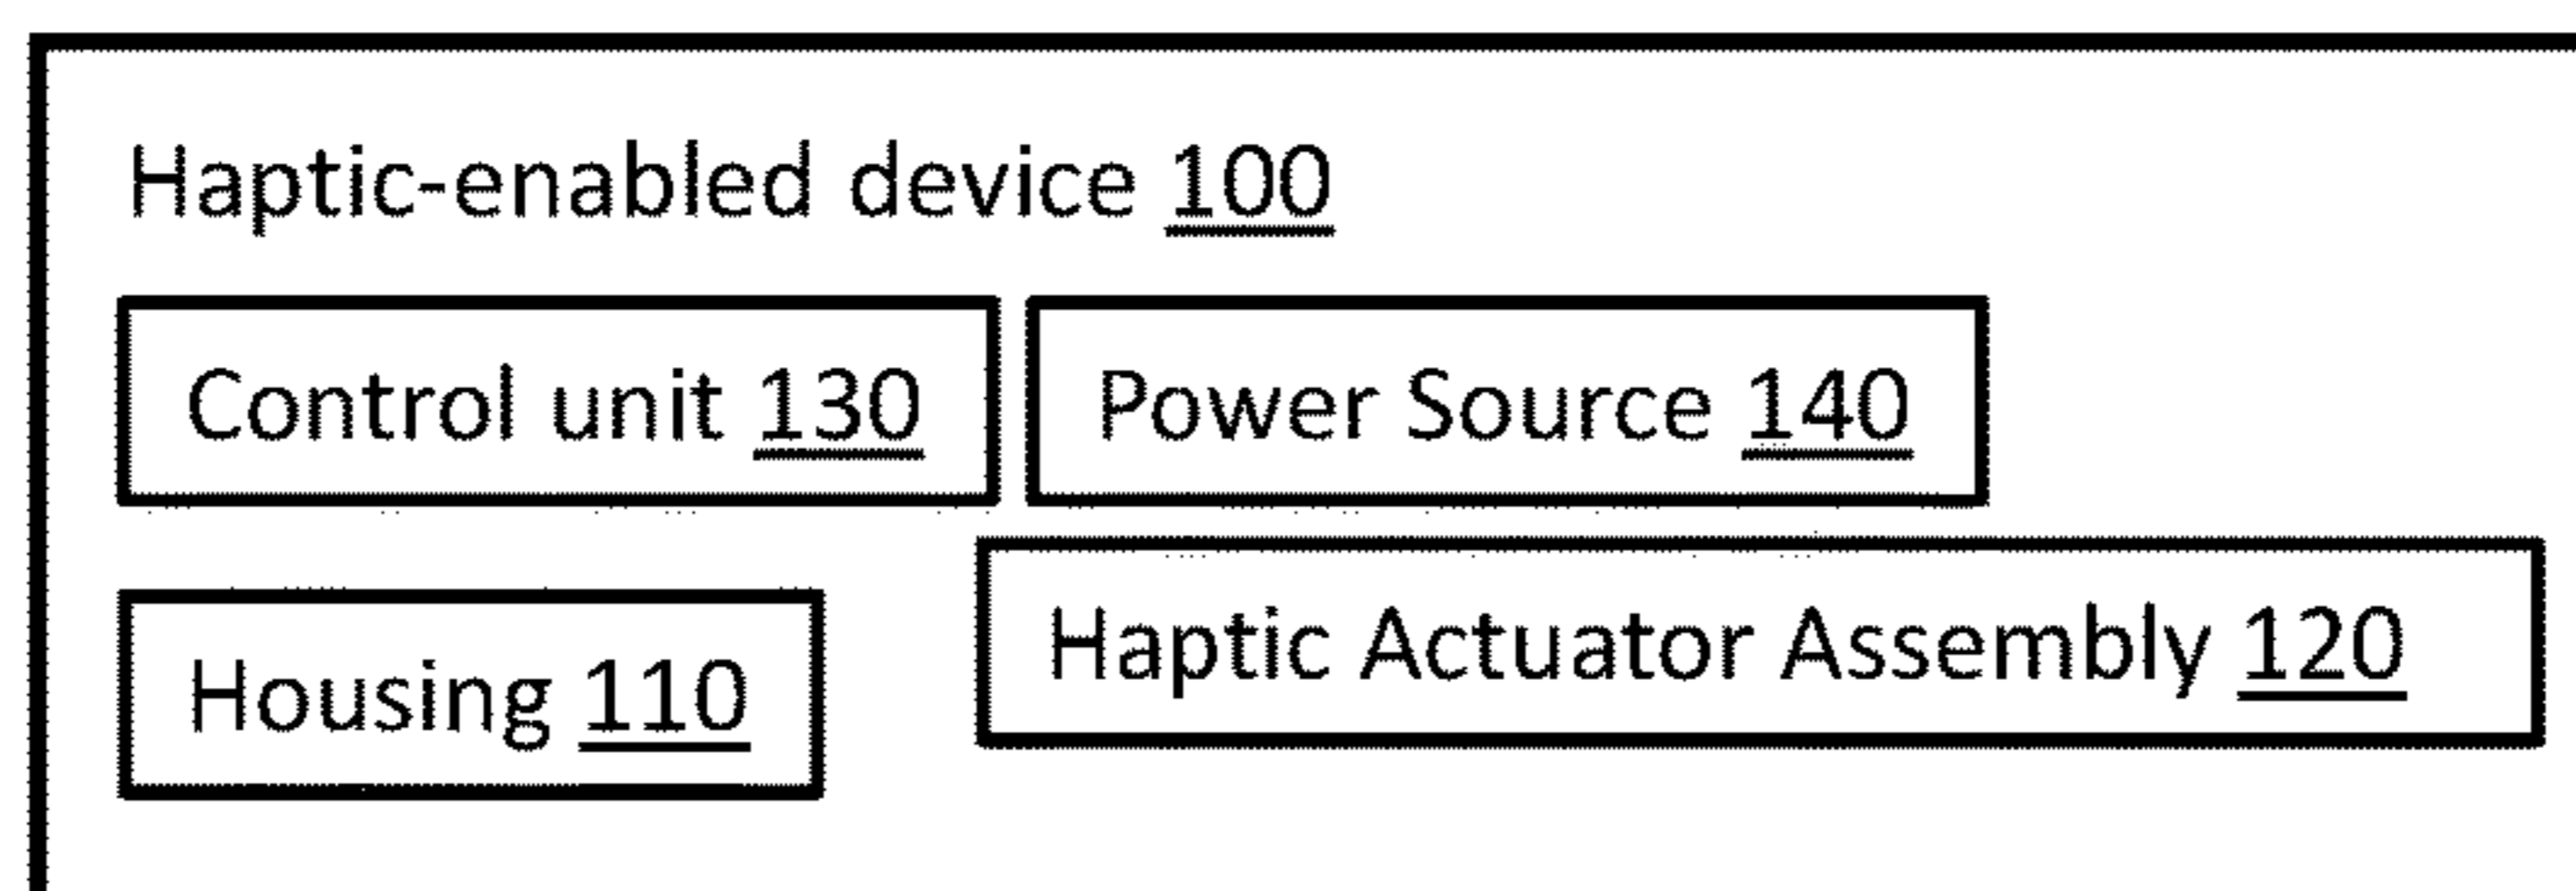 Haptic-enabled device 100
Control unit 130
Power Source 140
Haptic Actuator Assembly 120
Housing 110